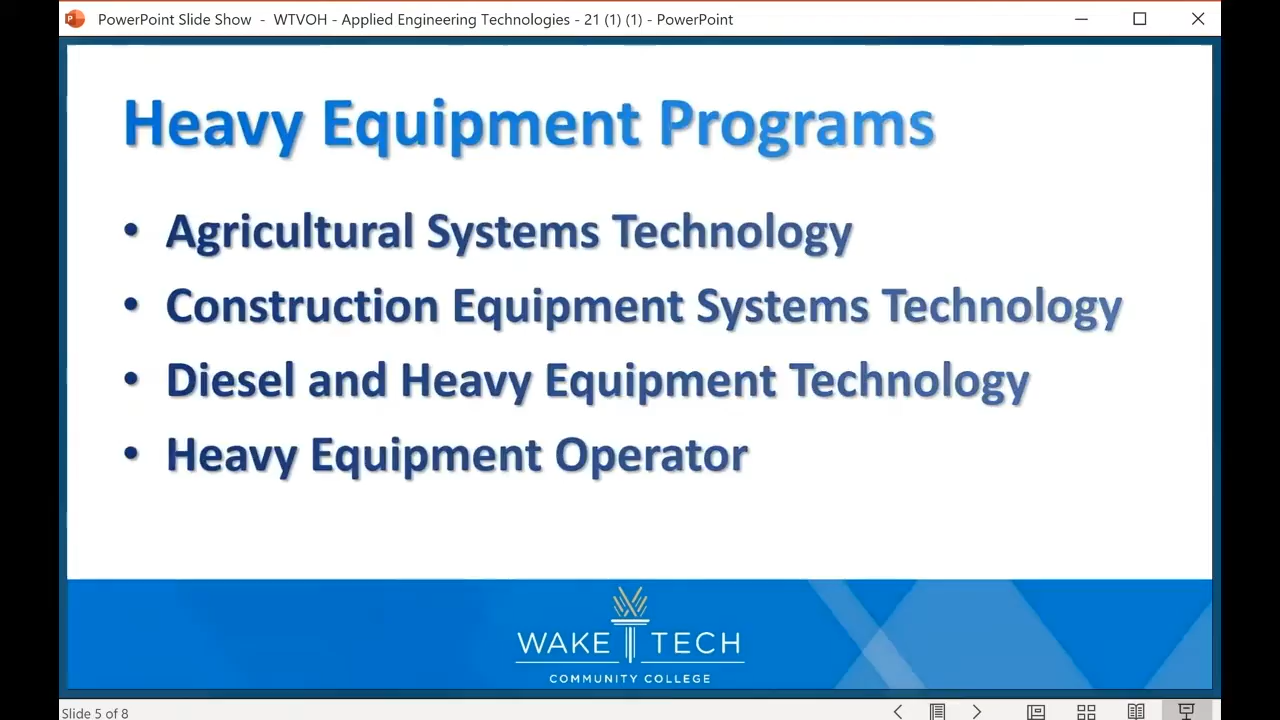 PowerPoint Slide Show - WTVOH - Applied Engineering Technologies - 21 (1) (1) - PowerPoint
Heavy Equipment Programs
• Agricultural Systems Technology
• Construction Equipment Systems Technology
• Diesel and Heavy Equipment Technology
• Heavy Equipment Operator
WAKE TECH
COMMUNITY COLLEGE
Slide 5 of 8